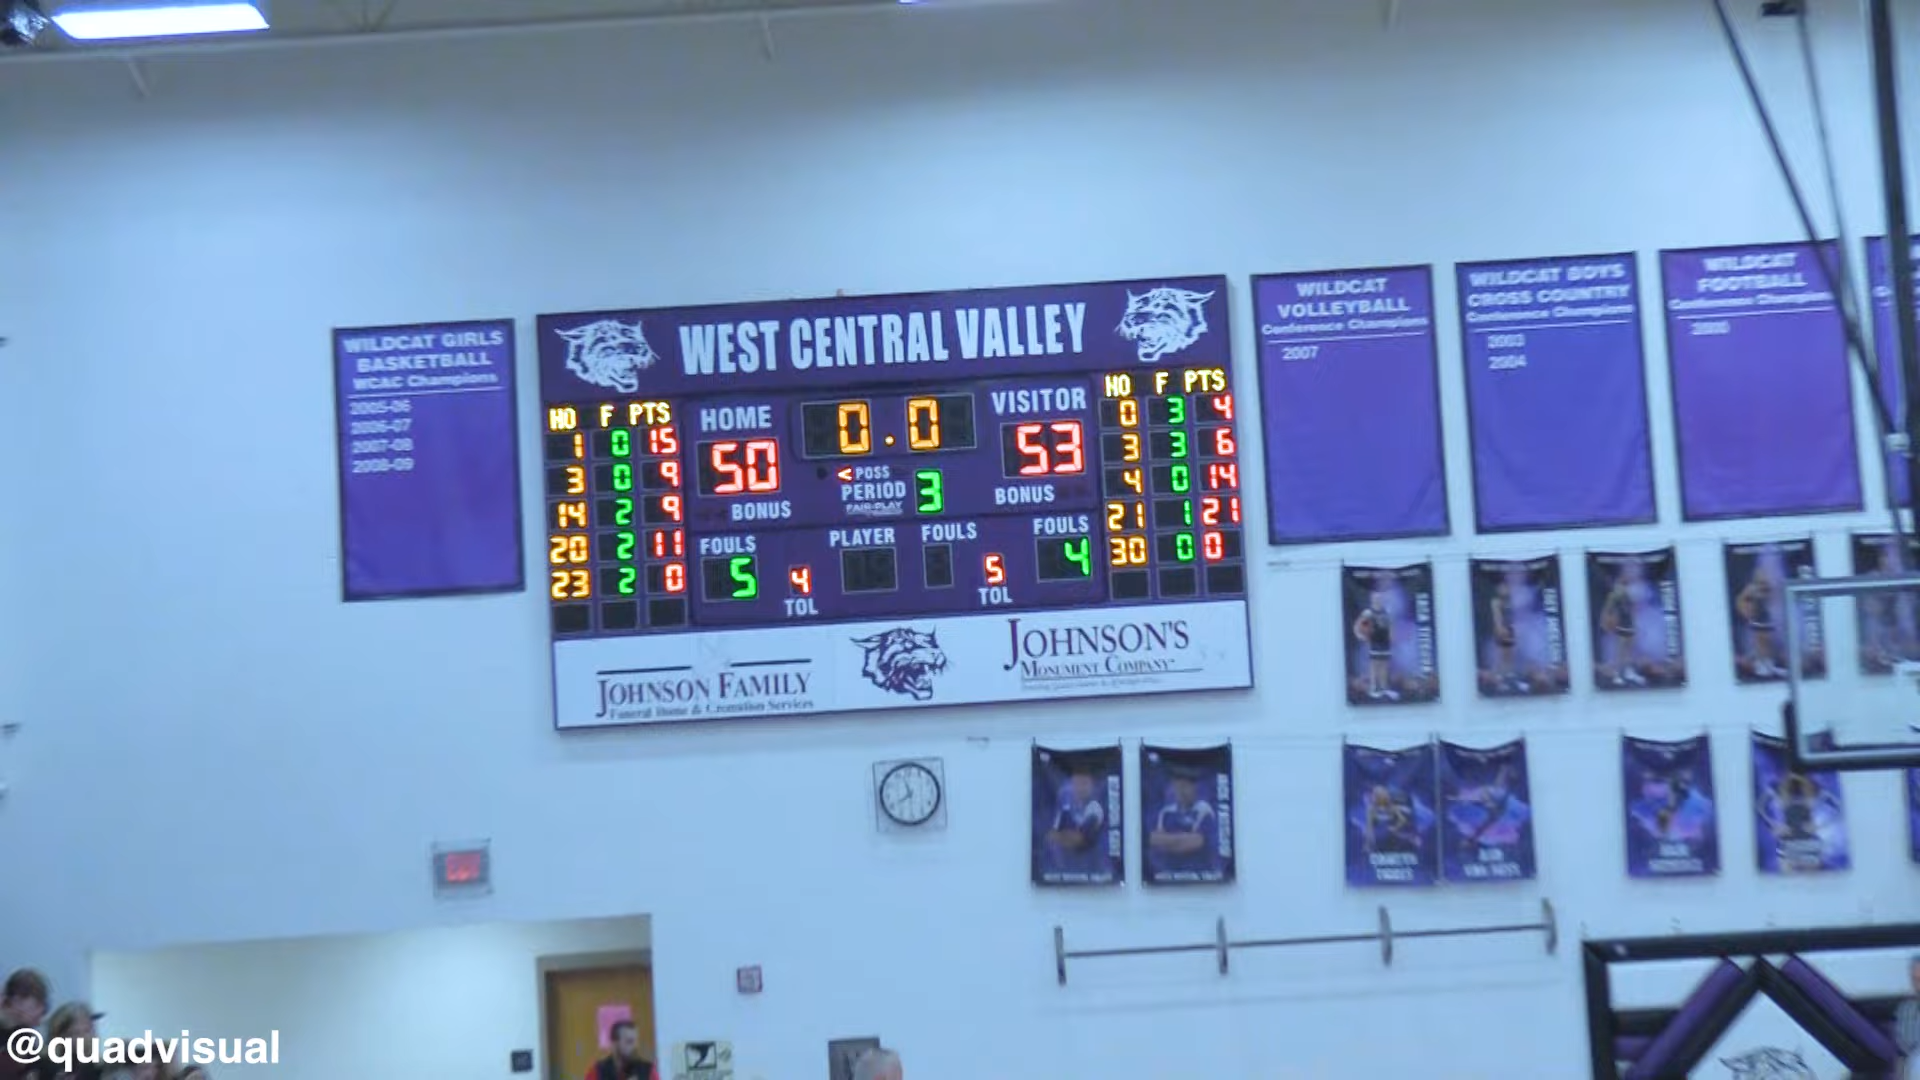 WILDCAT GIRLS
BASKETBALL
WCAC Champions
2005-06
2006-07
2007-08
2008-09
WEST CENTRAL VALLEY
NO F PTS
1 0 15
3 0 9
14 2 9
20 2 11
23 2 0
HOME
50
BONUS
0.0
< POSS
PERIOD 3
FAIR-PLAY
VISITOR
53
BONUS
FOULS
5
4
TOL
PLAYER FOULS
5
TOL
FOULS
4
NO F PTS
0 3 4
3 3 6
4 0 14
21 1 21
30 0 0
JOHNSON FAMILY
Funeral Home & Cremation Services
JOHNSON'S
MONUMENT COMPANY
WILDCAT
VOLLEYBALL
Conference Champions
2007
WILDCAT BOYS
CROSS COUNTRY
Conference Champions
2003
2004
WILDCAT
FOOTBALL
Conference Champions
@quadvisual